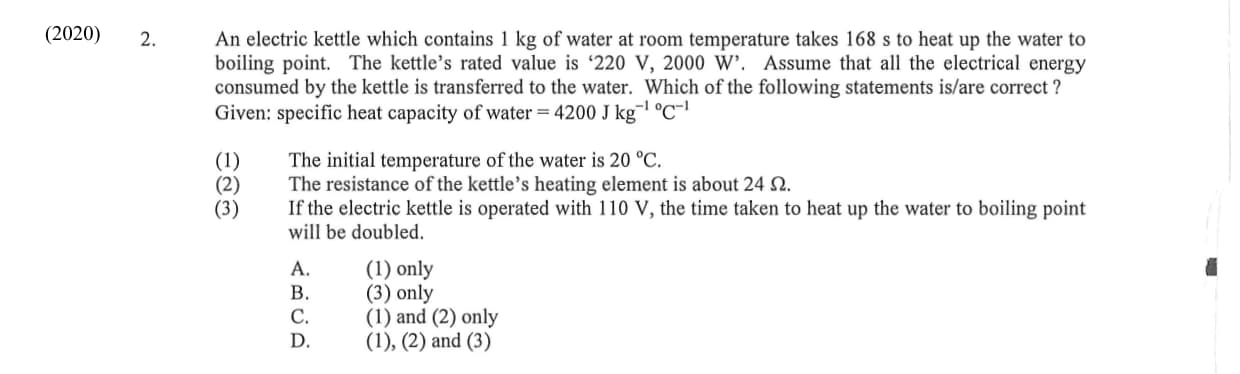 (2020) 2. An electric kettle which contains 1 kg of water at room temperature takes 168 s to heat up the water to
boiling point. The kettle's rated value is ‘220 V, 2000 W’. Assume that all the electrical energy
consumed by the kettle is transferred to the water. Which of the following statements is/are correct ?
Given: specific heat capacity of water = 4200 J kg⁻¹ °C⁻¹
(1) The initial temperature of the water is 20 °C.
(2) The resistance of the kettle's heating element is about 24 Ω.
(3) If the electric kettle is operated with 110 V, the time taken to heat up the water to boiling point
will be doubled.
A. (1) only
B. (3) only
C. (1) and (2) only
D. (1), (2) and (3)